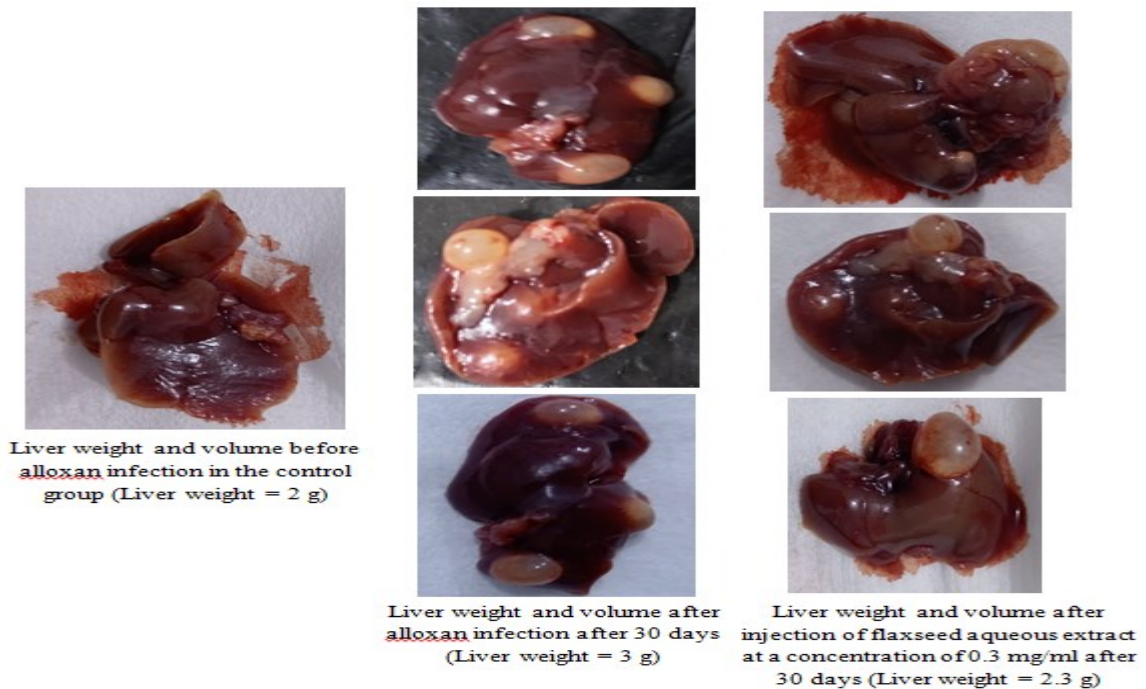 Liver weight and volume before
alloxan infection in the control
group (Liver weight = 2 g)
Liver weight and volume after
alloxan infection after 30 days
(Liver weight = 3 g)
Liver weight and volume after
injection of flaxseed aqueous extract
at a concentration of 0.3 mg/ml after
30 days (Liver weight = 2.3 g)